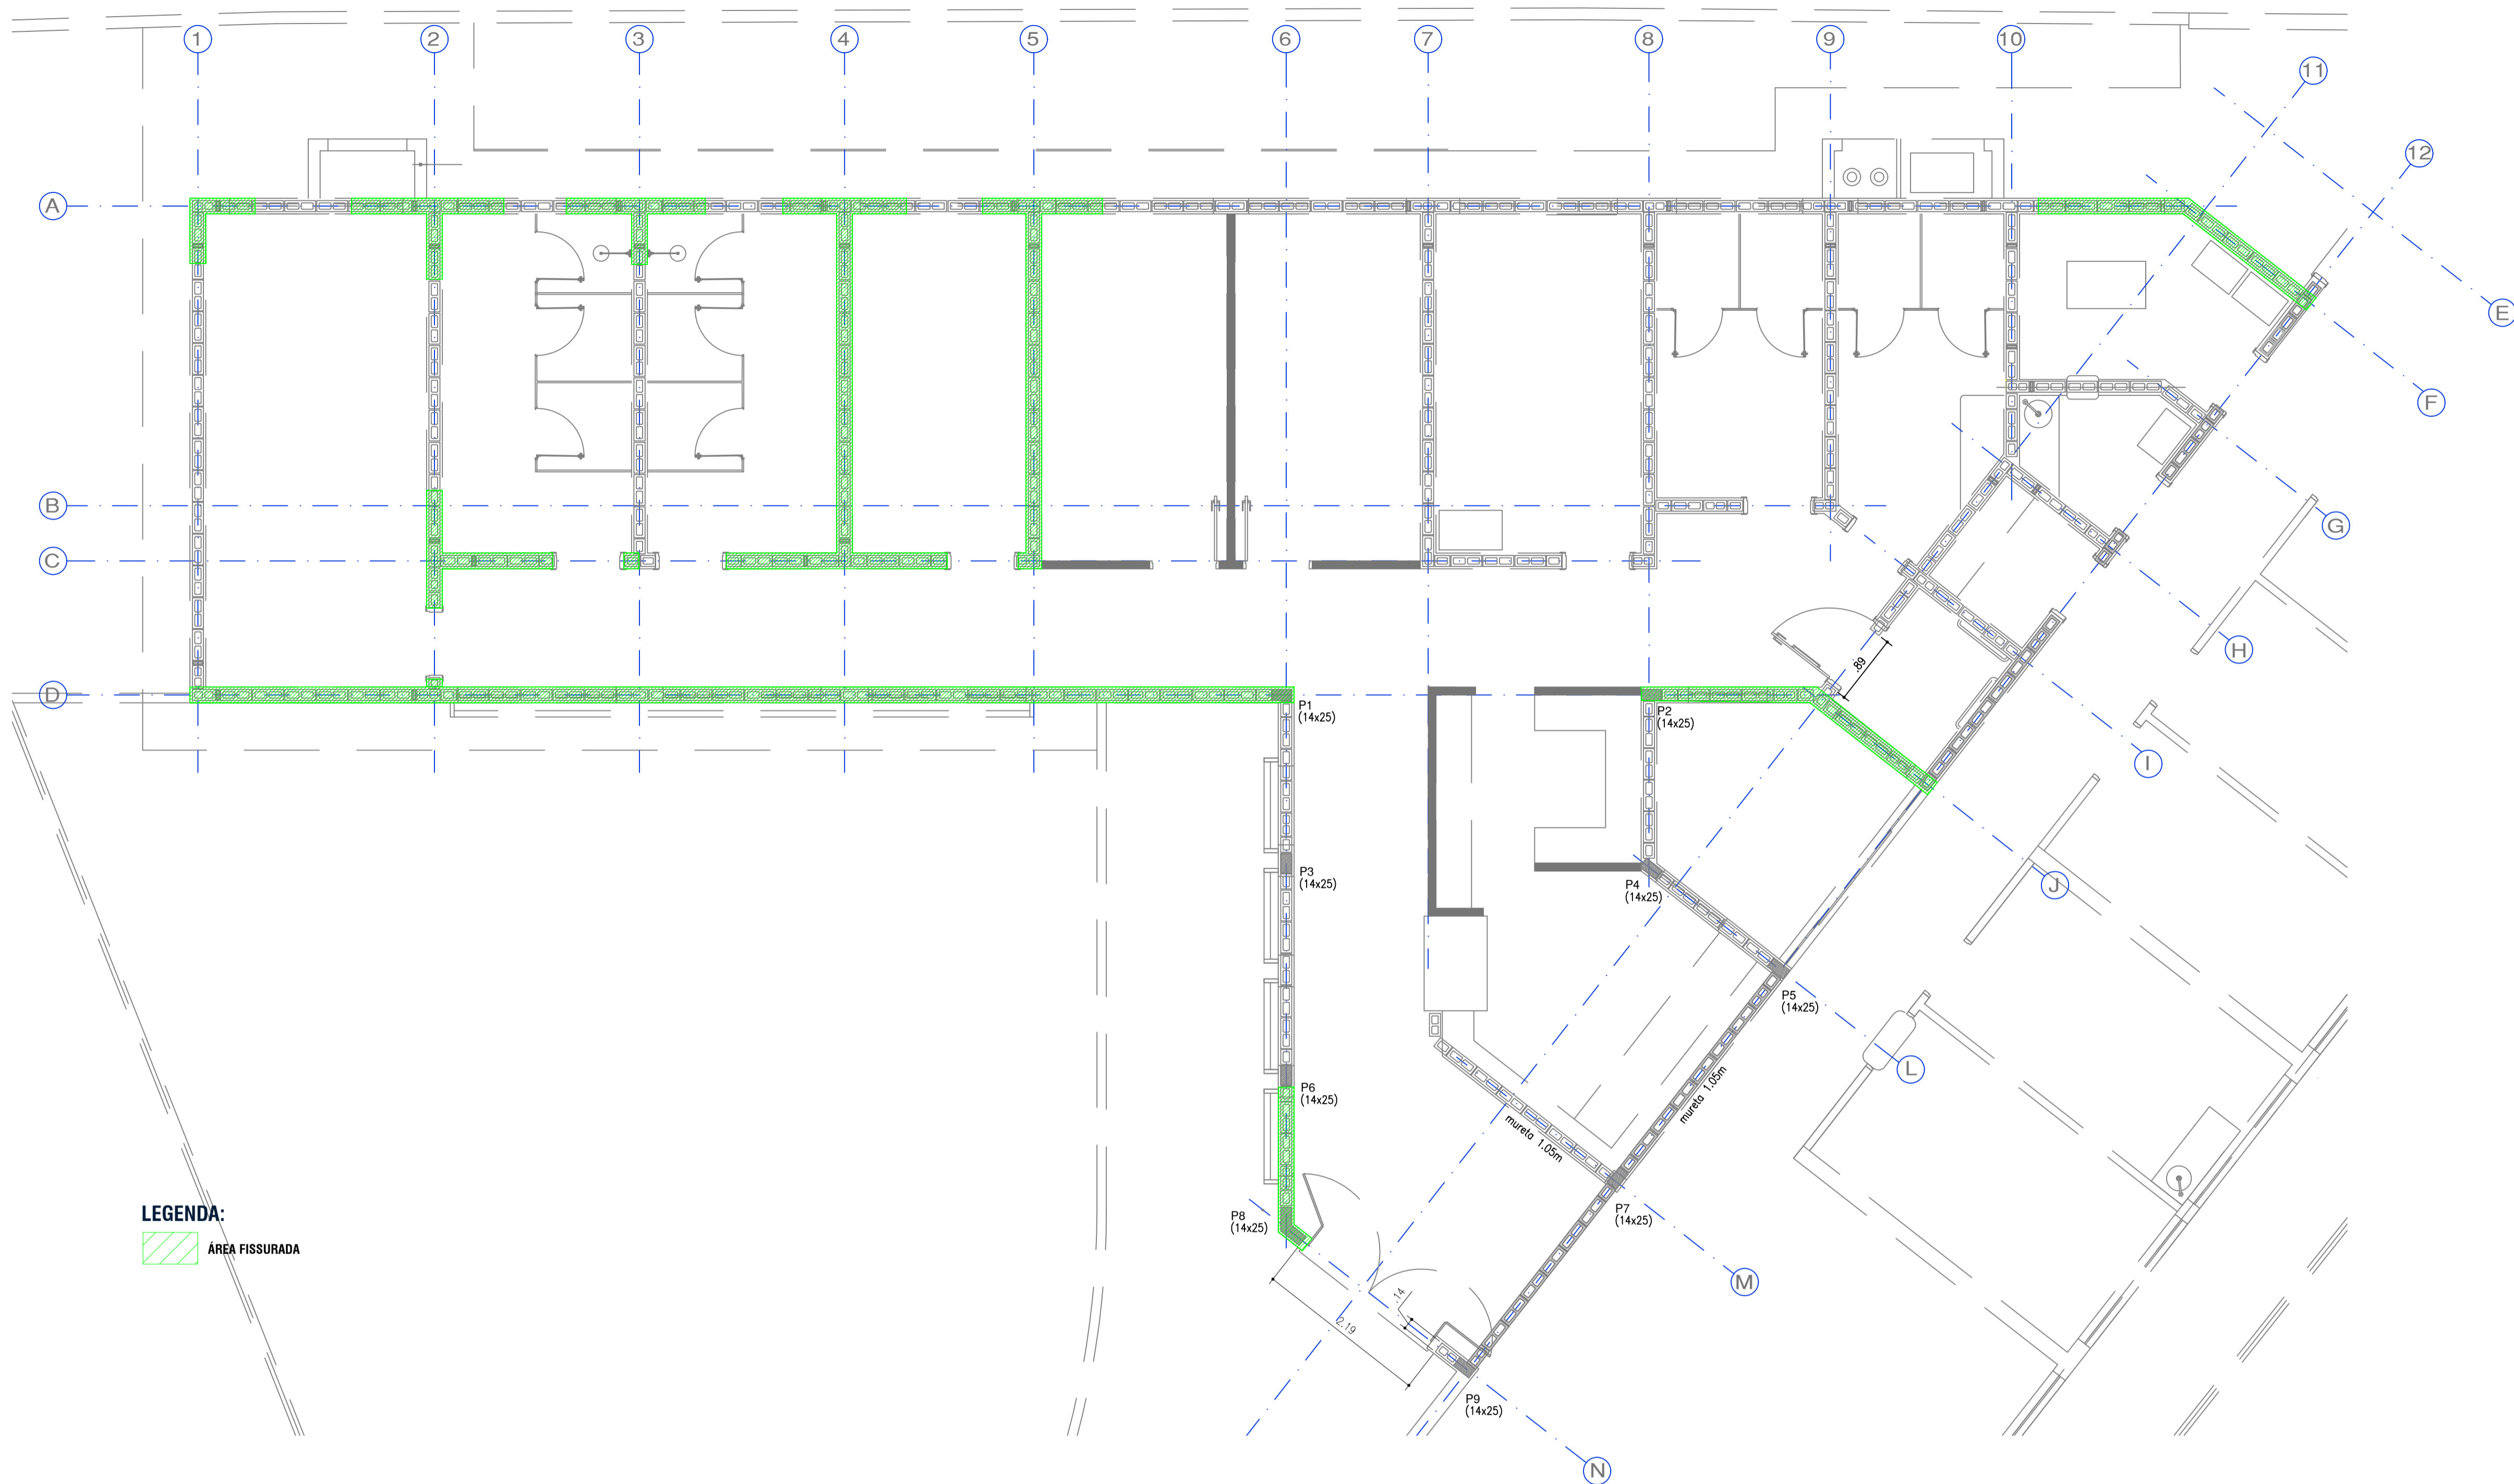 1
2
3
4
5
6
7
8
9
10
11
12
A
B
C
D
E
F
G
H
I
J
L
M
N
.89
P1
(14x25)
P2
(14x25)
P3
(14x25)
P4
(14x25)
P5
(14x25)
P6
(14x25)
mureta 1.05m
mureta 1.05m
P7
(14x25)
P8
(14x25)
.14
2.19
P9
(14x25)
LEGENDA:
ÁREA FISSURADA